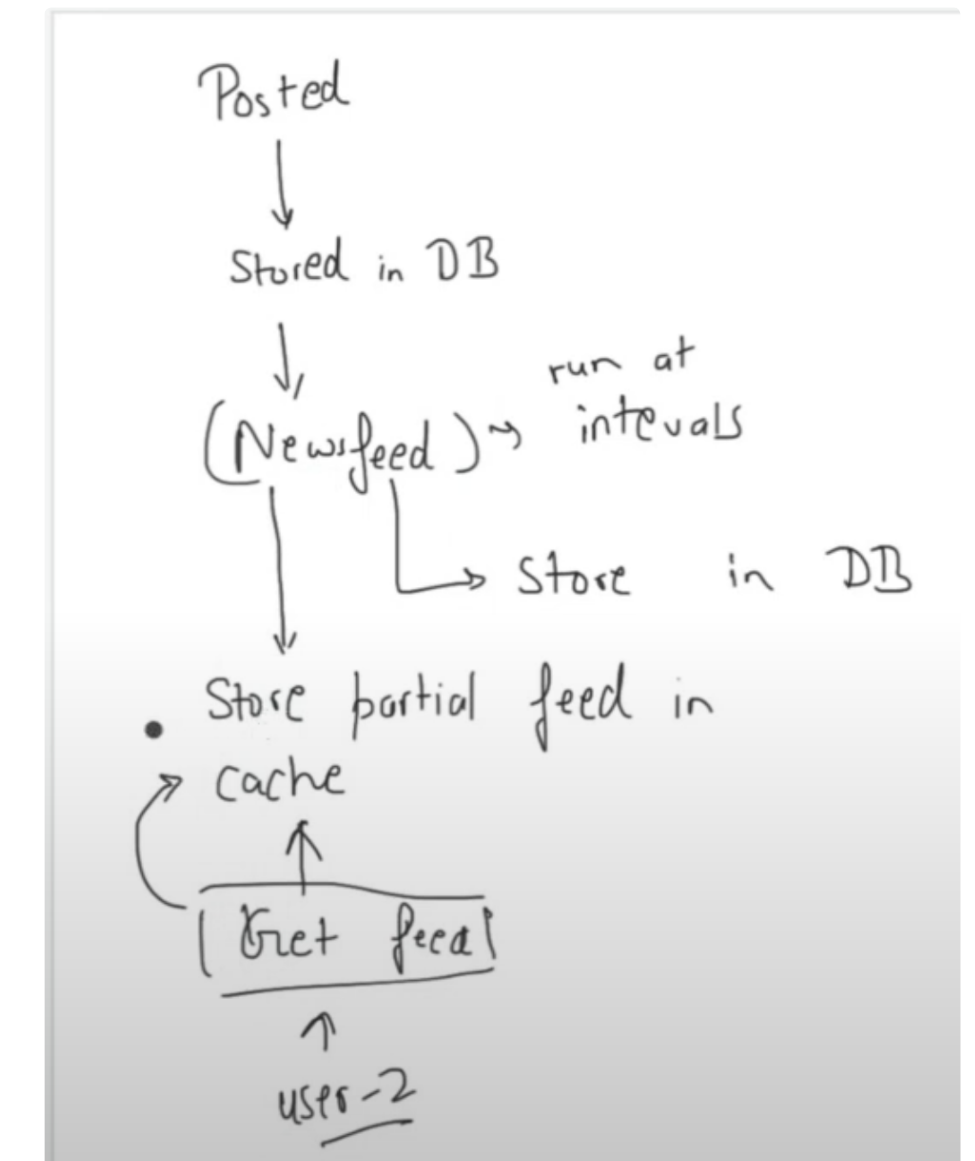 Posted
Stored in DB
(Newsfeed)
run at
intevals
Store in DB
Store partial feed in
cache
Get feed
user-2